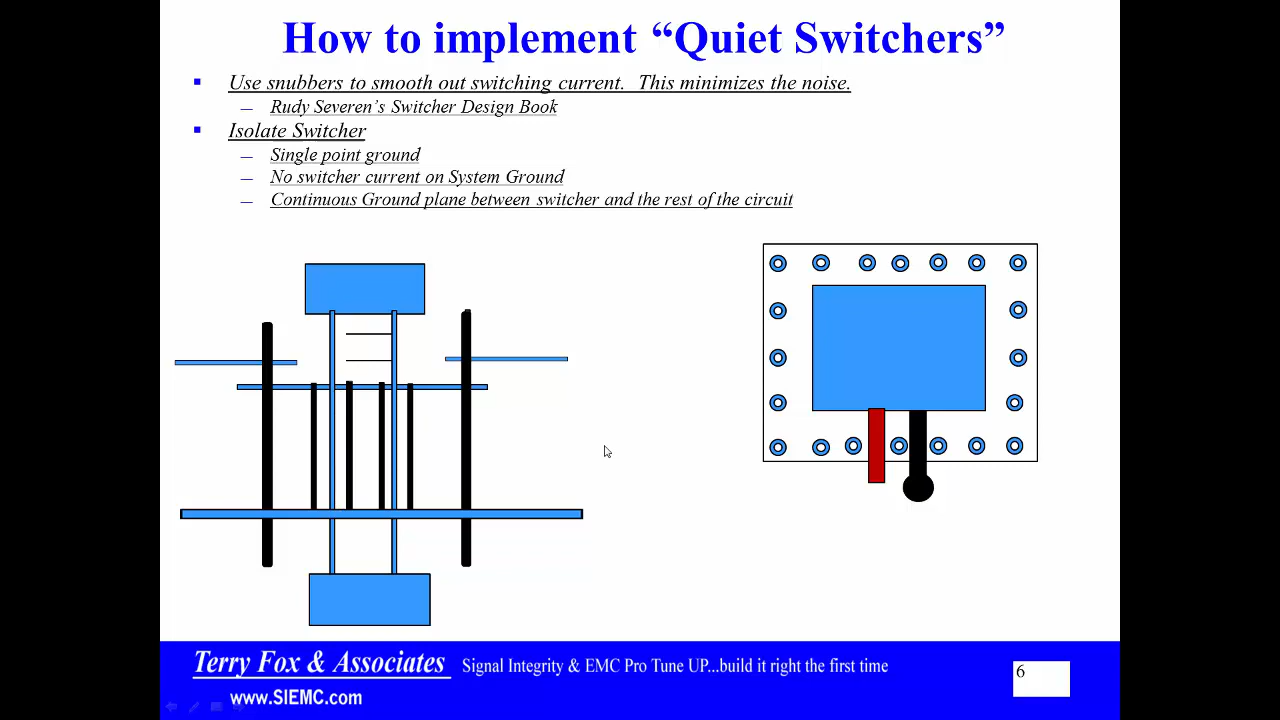 How to implement “Quiet Switchers”
Use snubbers to smooth out switching current. This minimizes the noise.
— Rudy Severen’s Switcher Design Book
Isolate Switcher
— Single point ground
— No switcher current on System Ground
— Continuous Ground plane between switcher and the rest of the circuit
Terry Fox & Associates Signal Integrity & EMC Pro Tune UP...build it right the first time
6
www.SIEMC.com